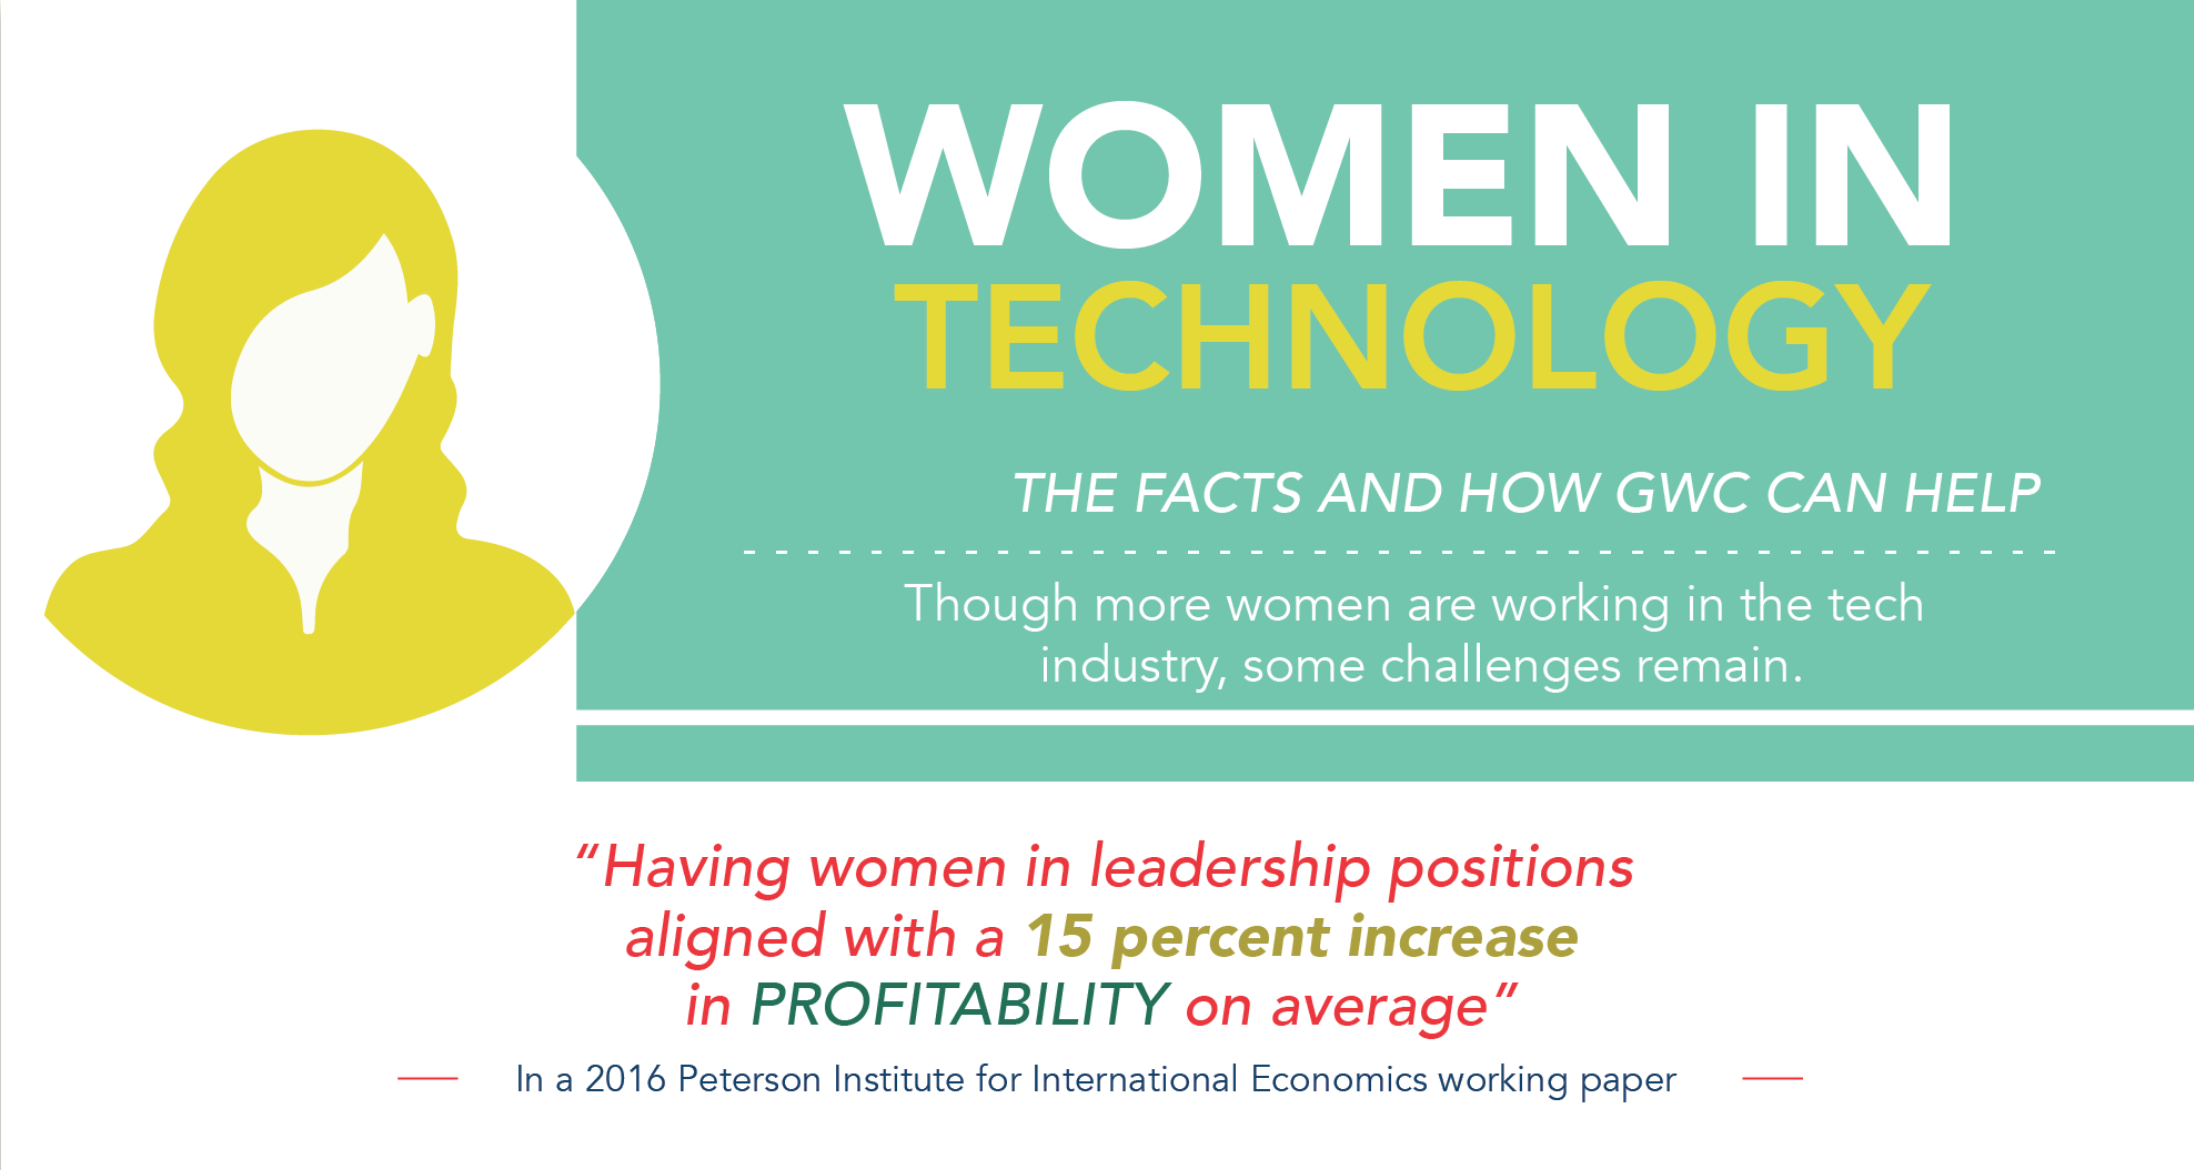 WOMEN IN
TECHNOLOGY
THE FACTS AND HOW GWC CAN HELP
Though more women are working in the tech
industry, some challenges remain.
“Having women in leadership positions
aligned with a 15 percent increase
in PROFITABILITY on average”
In a 2016 Peterson Institute for International Economics working paper